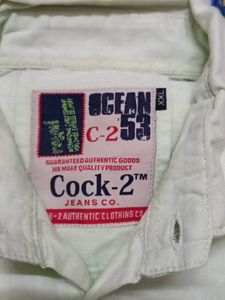 OCEAN
C-2 53
XXL
GUARANTEED AUTHENTIC GOODS
WE MAKE QUALITY PRODUCT
Cock-2™
JEANS CO.
K-2 AUTHENTIC CLOTHING CO.